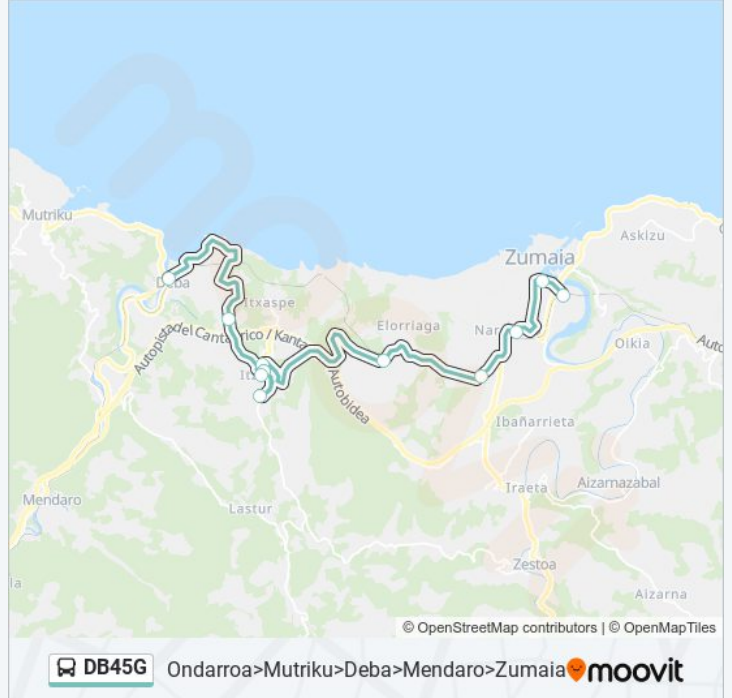 Mutriku
Askizu
Zumaia
Deba
Itxaspe
Elorriaga
Oikia
Autopista del Cantábrico / Kanta
Autobidea
Ibañarrieta
Mendaro
Lastur
Iraeta
Aizarnazabal
Zestoa
Aizarna
© OpenStreetMap contributors | © OpenMapTiles
DB45G Ondarroa>Mutriku>Deba>Mendaro>Zumaia moovit